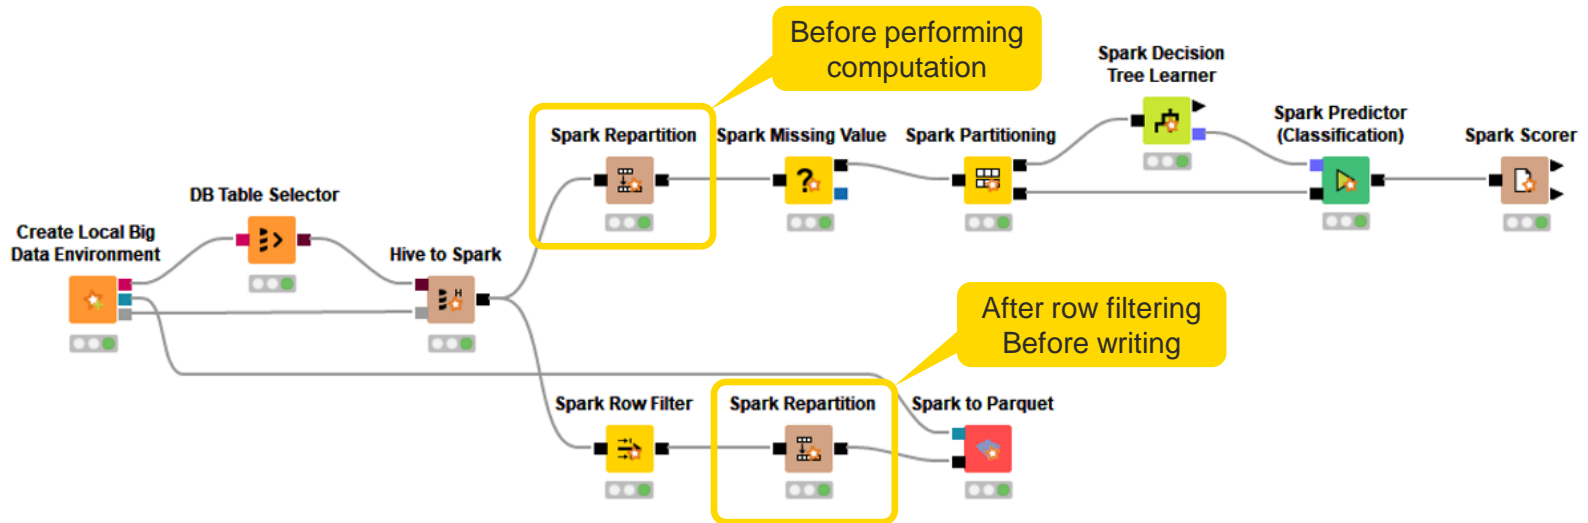 Before performing
computation
Spark Decision
Tree Learner
Spark Repartition
Spark Missing Value
Spark Partitioning
Spark Predictor
(Classification)
Spark Scorer
DB Table Selector
Create Local Big
Data Environment
Hive to Spark
H
?
After row filtering
Before writing
Spark Row Filter
Spark Repartition
Spark to Parquet